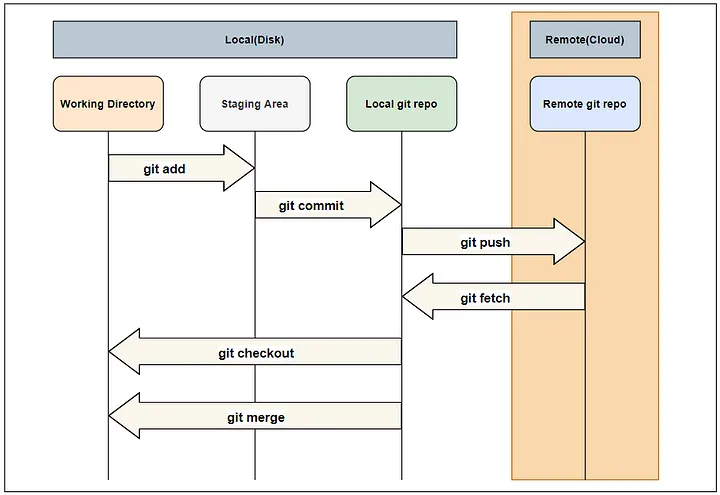 Local(Disk)
Remote(Cloud)
Working Directory
Staging Area
Local git repo
Remote git repo
git add
git commit
git push
git fetch
git checkout
git merge